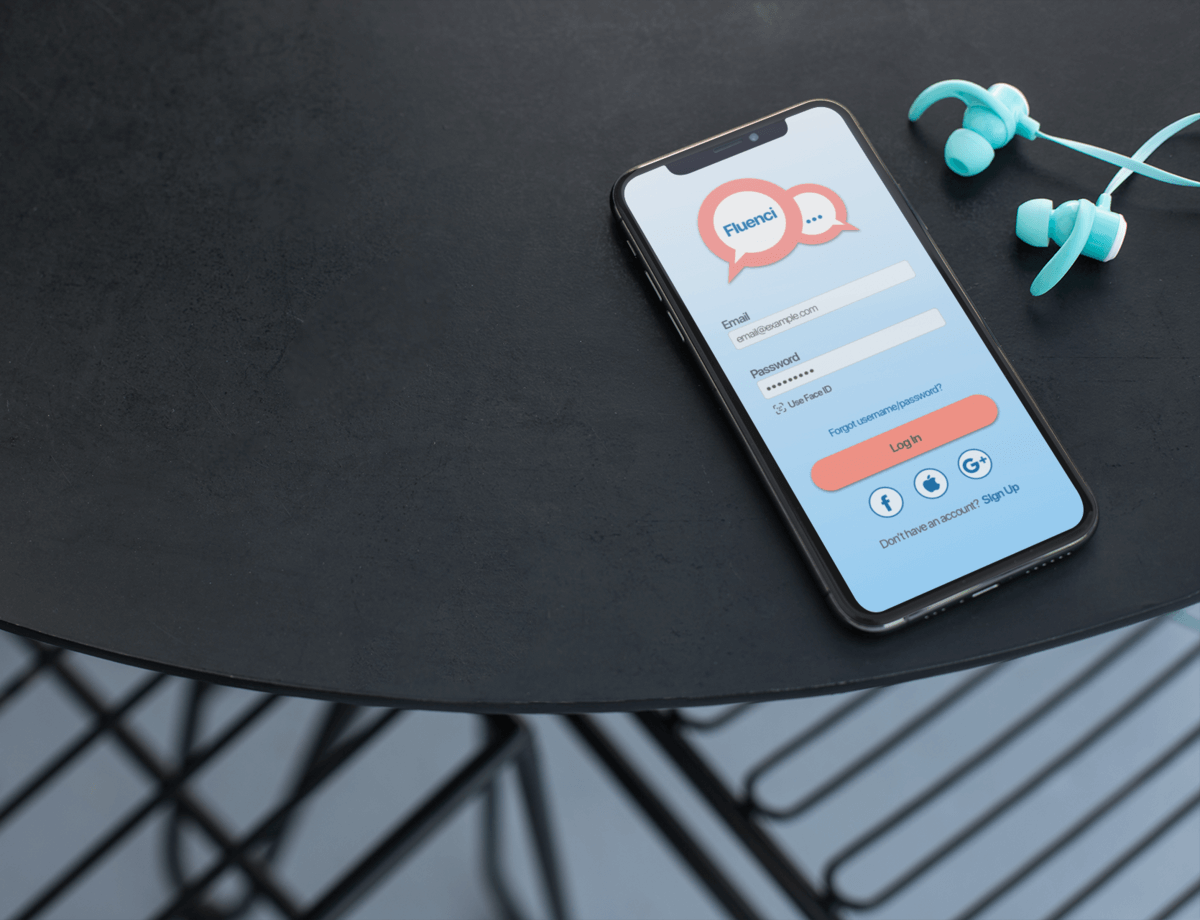 Fluenci
...
Email
email@example.com
Password
•••••••••
Use Face ID
Forgot username/password?
Log In
f
G+
Don't have an account? Sign Up